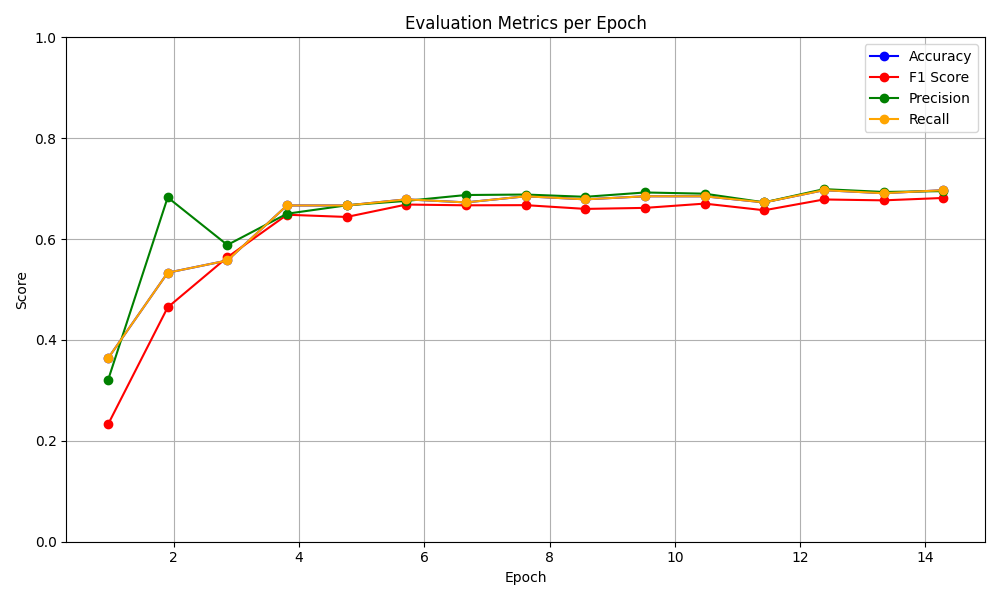 Evaluation Metrics per Epoch
1.0
0.8
0.6
0.4
0.2
0.0
Score
2 4 6 8 10 12 14
Epoch
Accuracy
F1 Score
Precision
Recall